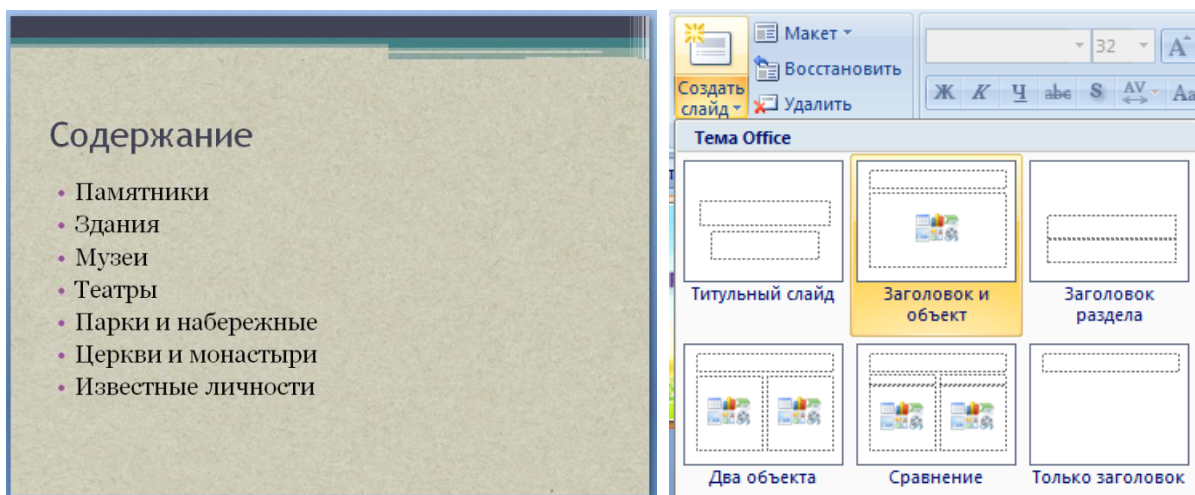 Содержание
• Памятники
• Здания
• Музеи
• Театры
• Парки и набережные
• Церкви и монастыри
• Известные личности
Создать
слайд
Макет
Восстановить
Удалить
32
A
Ж К Ч abc S AV Aa
Тема Office
Титульный слайд
Заголовок и
объект
Заголовок
раздела
Два объекта
Сравнение
Только заголовок